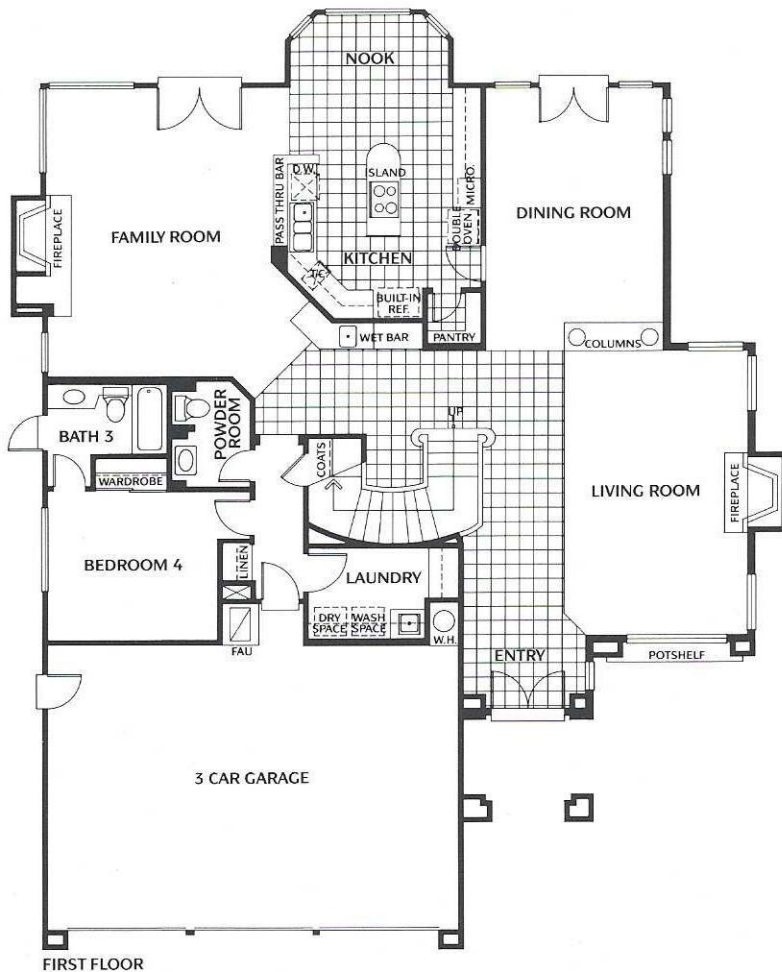 NOOK
D.W.
ISLAND
MICRO
PASS THRU BAR
DOUBLE
OVEN
DINING ROOM
FAMILY ROOM
FIREPLACE
KITCHEN
T/C
BUILT-IN
REF.
WET BAR
PANTRY
COLUMNS
UP
BATH 3
POWDER
ROOM
COATS
WARDROBE
LIVING ROOM
FIREPLACE
BEDROOM 4
LINEN
LAUNDRY
DRY
SPACE
WASH
SPACE
W.H.
FAU
ENTRY
POTSHELF
3 CAR GARAGE
FIRST FLOOR